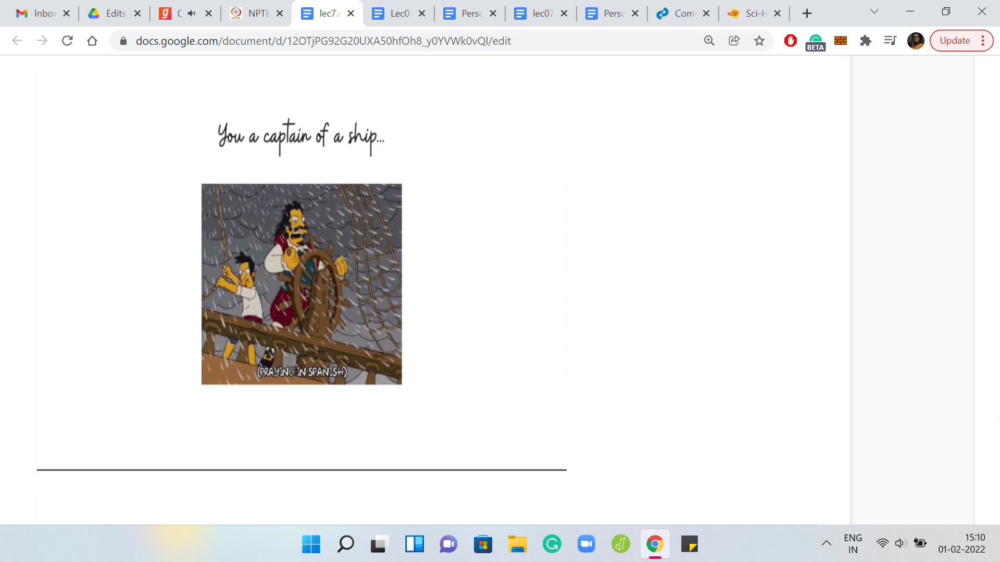 Inbox
Edits
C
NPTE
lec7.c
Lec07
Perso
lec07
Perso
Com
Sci-H
docs.google.com/document/d/12OTjPG92G20UXA50hfOh8_y0YVWk0vQl/edit
BETA
Update
You a captain of a ship...
(PRAYING IN SPANISH)
ENG
IN
15:10
01-02-2022